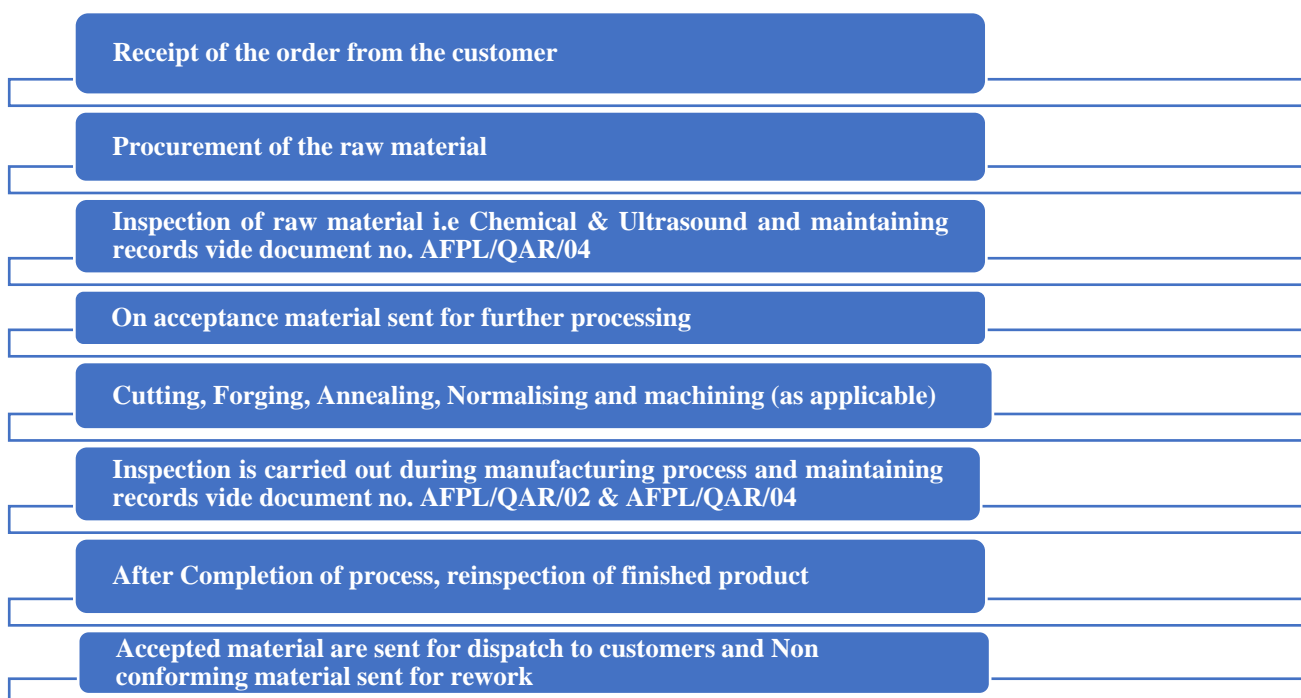 Receipt of the order from the customer
Procurement of the raw material
Inspection of raw material i.e Chemical & Ultrasound and maintaining
records vide document no. AFPL/QAR/04
On acceptance material sent for further processing
Cutting, Forging, Annealing, Normalising and machining (as applicable)
Inspection is carried out during manufacturing process and maintaining
records vide document no. AFPL/QAR/02 & AFPL/QAR/04
After Completion of process, reinspection of finished product
Accepted material are sent for dispatch to customers and Non
conforming material sent for rework